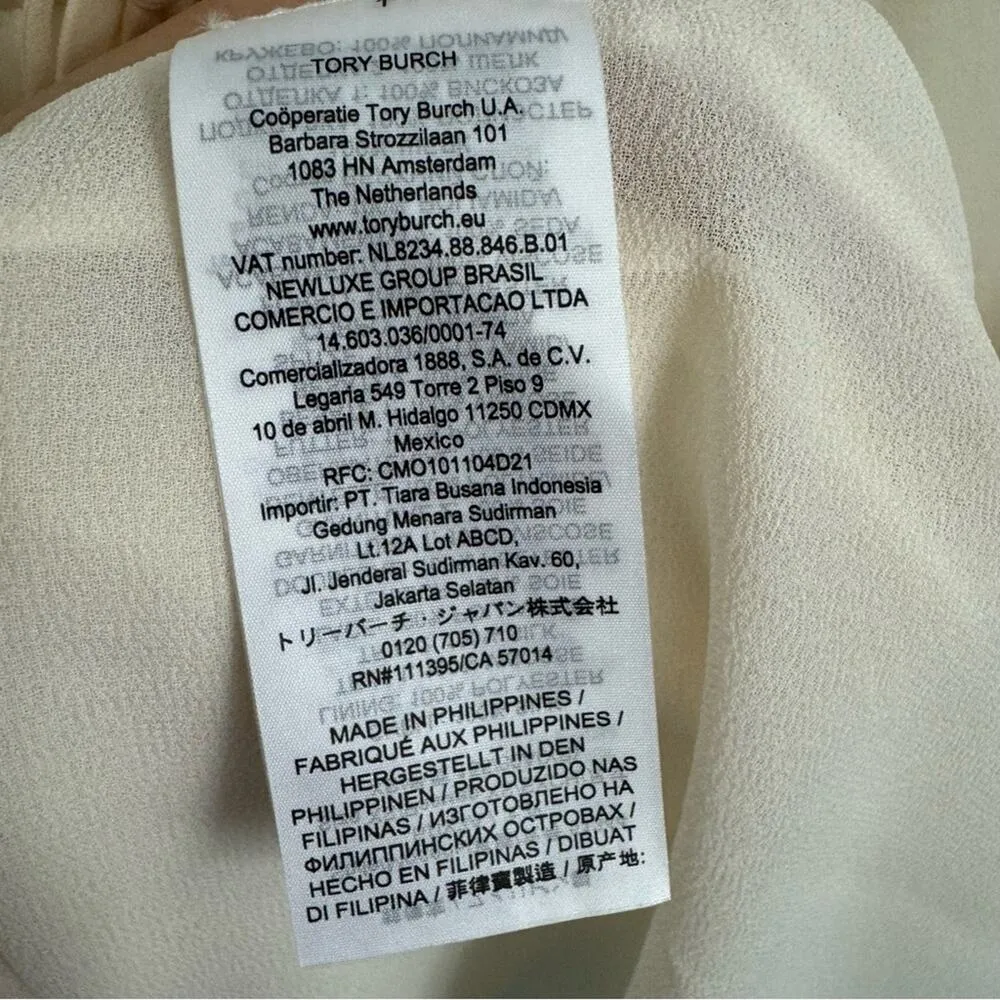 TORY BURCH
Coöperatie Tory Burch U.A.
Barbara Strozzilaan 101
1083 HN Amsterdam
The Netherlands
www.toryburch.eu
VAT number: NL8234.88.846.B.01
NEWLUXE GROUP BRASIL
COMERCIO E IMPORTACAO LTDA
14.603.036/0001-74
Comercializadora 1888, S.A. de C.V.
Legaria 549 Torre 2 Piso 9
10 de abril M. Hidalgo 11250 CDMX
Mexico
RFC: CMO101104D21
Importir: PT. Tiara Busana Indonesia
Gedung Menara Sudirman
Lt.12A Lot ABCD,
Jl. Jenderal Sudirman Kav. 60,
Jakarta Selatan
トリーバーチ・ジャパン株式会社
0120 (705) 710
RN#111395/CA 57014
MADE IN PHILIPPINES /
FABRIQUÉ AUX PHILIPPINES /
HERGESTELLT IN DEN
PHILIPPINEN / PRODUZIDO NAS
FILIPINAS / ИЗГОТОВЛЕНО НА
ФИЛИППИНСКИХ ОСТРОВАХ /
HECHO EN FILIPINAS / DIBUAT
DI FILIPINA / 菲律賓製造 / 原产地: